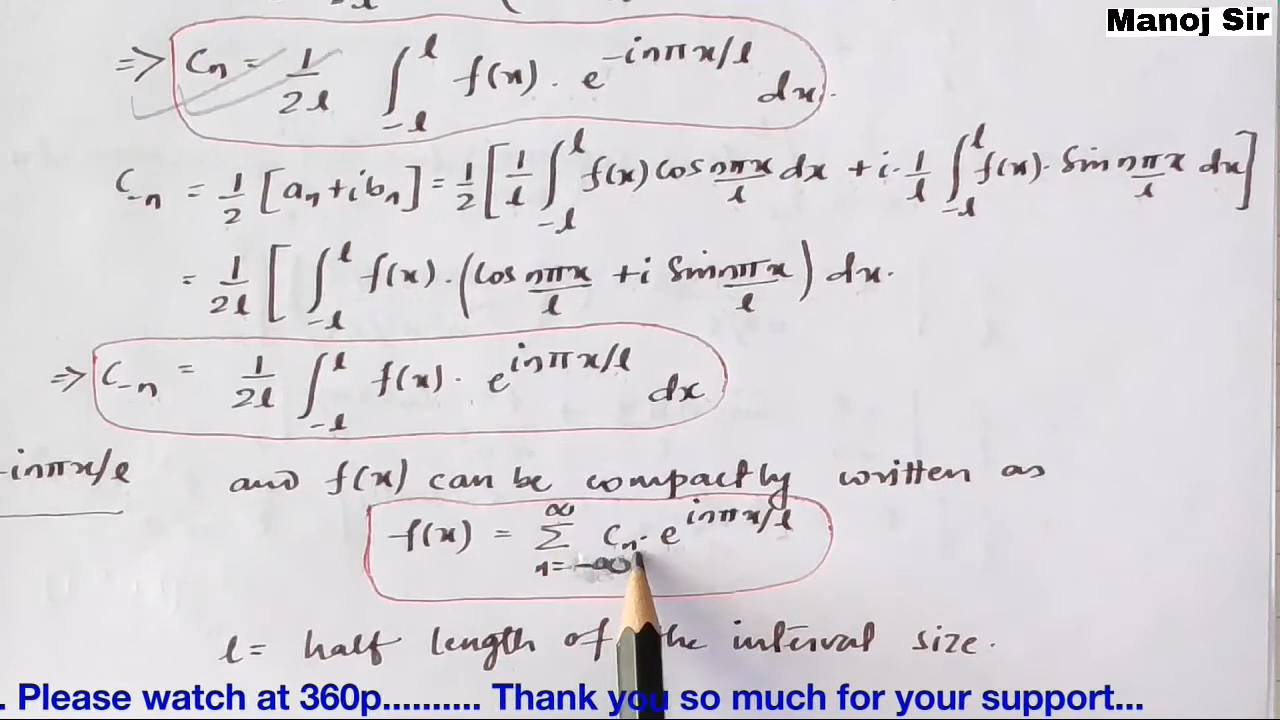 Manoj Sir
⇒ Cn = 1/2l ∫_{-l}^{l} f(x) . e^{-inπx/l} dx.
C_{-n} = 1/2 [an + ibn] = 1/2 [1/l ∫_{-l}^{l} f(x) cos nπx/l dx + i. 1/l ∫_{-l}^{l} f(x). Sin nπx/l dx]
= 1/2l [∫_{-l}^{l} f(x). (cos nπx/l + i Sin nπx/l) dx.
⇒ C_{-n} = 1/2l ∫_{-l}^{l} f(x). e^{inπx/l} dx
-inπx/l and f(x) can be compactly written as
f(x) = Σ_{n=-∞}^{∞} Cn. e^{inπx/l}
l = half length of the interval size.
. Please watch at 360p.......... Thank you so much for your support...